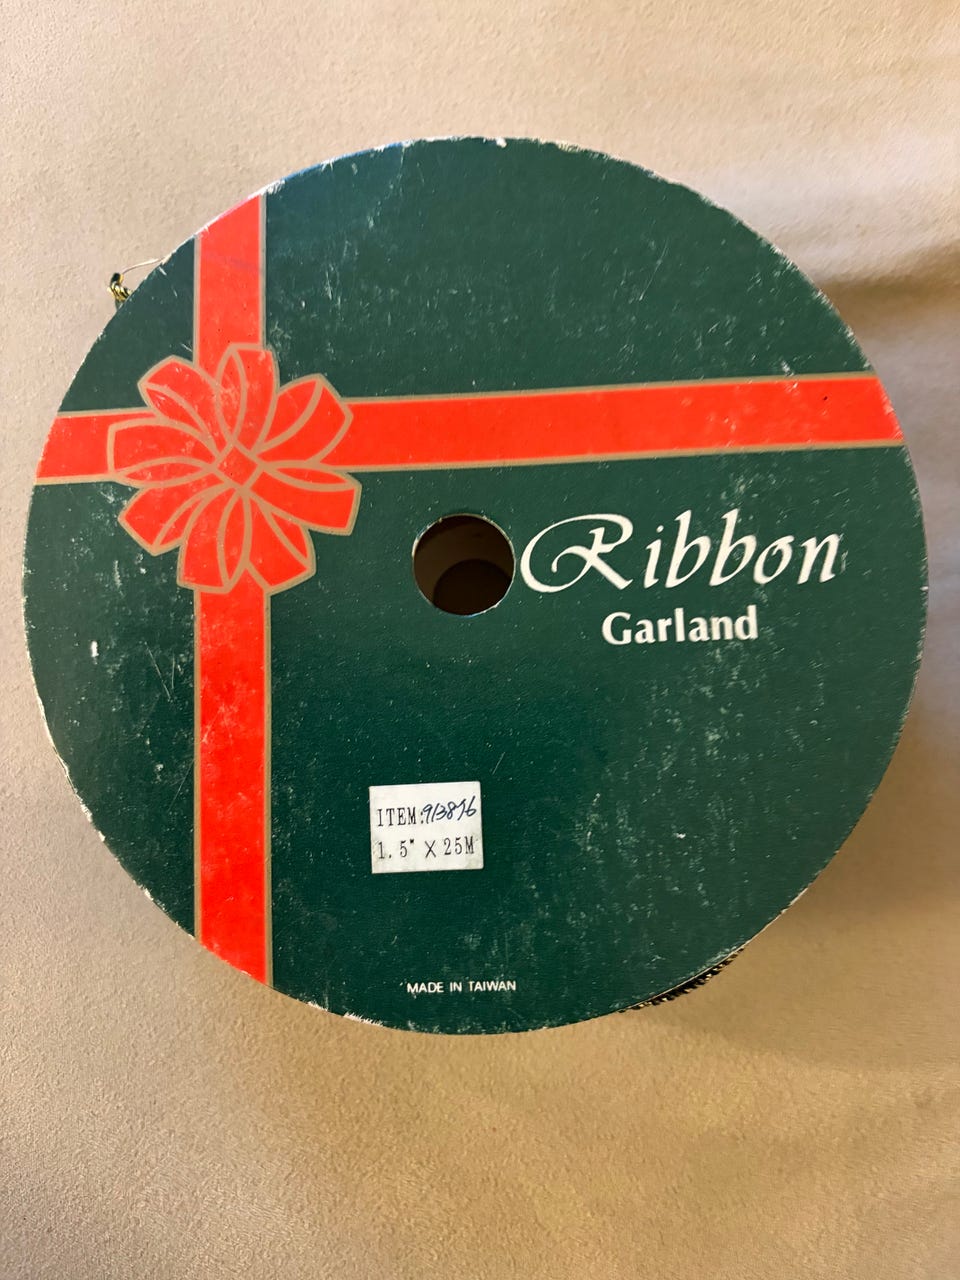 Ribbon
Garland
ITEM:913876
1.5" X 25M
MADE IN TAIWAN